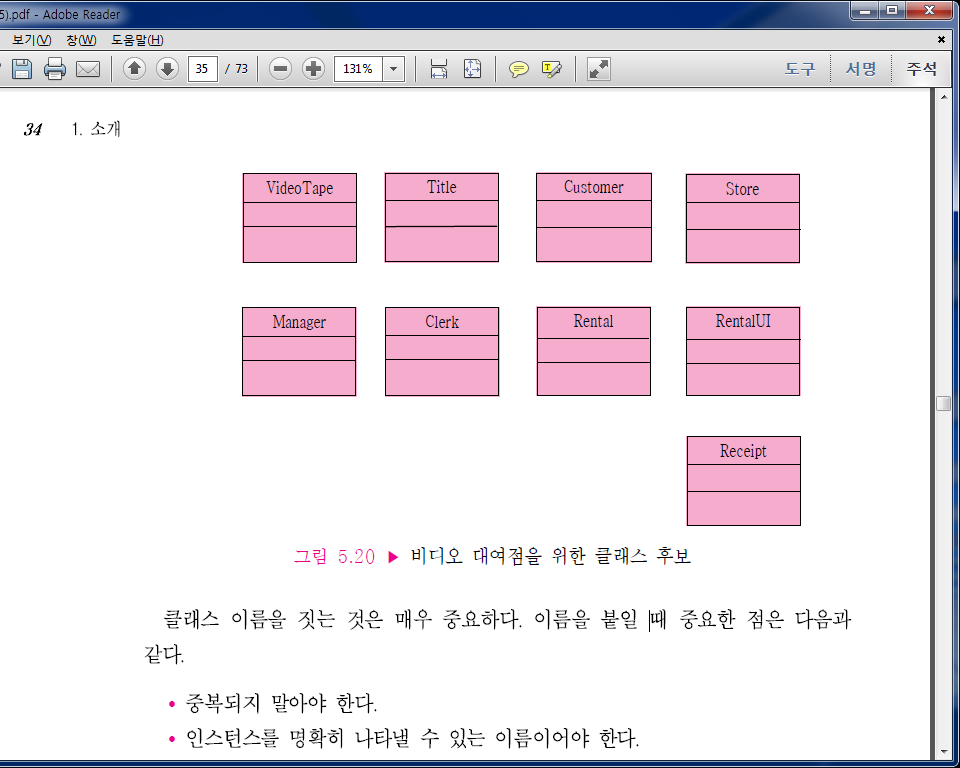 5).pdf - Adobe Reader
보기(V) 창(W) 도움말(H)
35 / 73 131% 도구 서명 주석
34 1. 소개
VideoTape Title Customer Store
Manager Clerk Rental RentalUI
Receipt
그림 5.20 ▶ 비디오 대여점을 위한 클래스 후보
클래스 이름을 짓는 것은 매우 중요하다. 이름을 붙일 때 중요한 점은 다음과
같다.
• 중복되지 말아야 한다.
• 인스턴스를 명확히 나타낼 수 있는 이름이어야 한다.